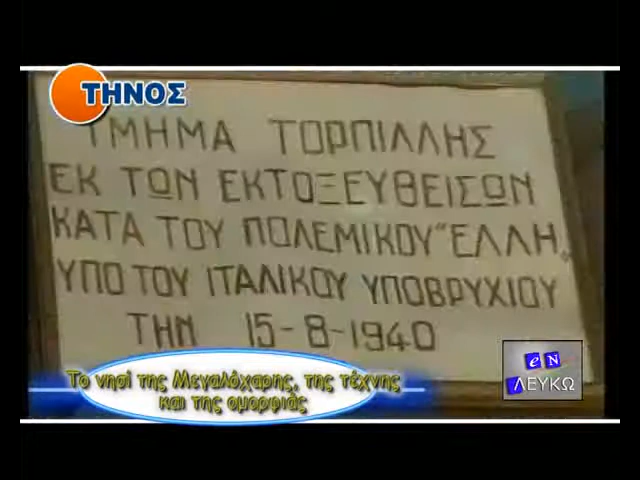 ΤΗΝΟΣ
ΤΜΗΜΑ ΤΟΡΠΙΛΛΗΣ
ΕΚ ΤΩΝ ΕΚΤΟΞΕΥΘΕΙΣΩΝ
ΚΑΤΑ ΤΟΥ ΠΟΛΕΜΙΚΟΥ "ΕΛΛΗ„
ΥΠΟ ΤΟΥ ΙΤΑΛΙΚΟΥ ΥΠΟΒΡΥΧΙΟΥ
ΤΗΝ 15-8-1940
Το νησί της Μεγαλόχαρης, της τέχνης
και της ομορφιάς
εΝ
ΛΕΥΚΩ